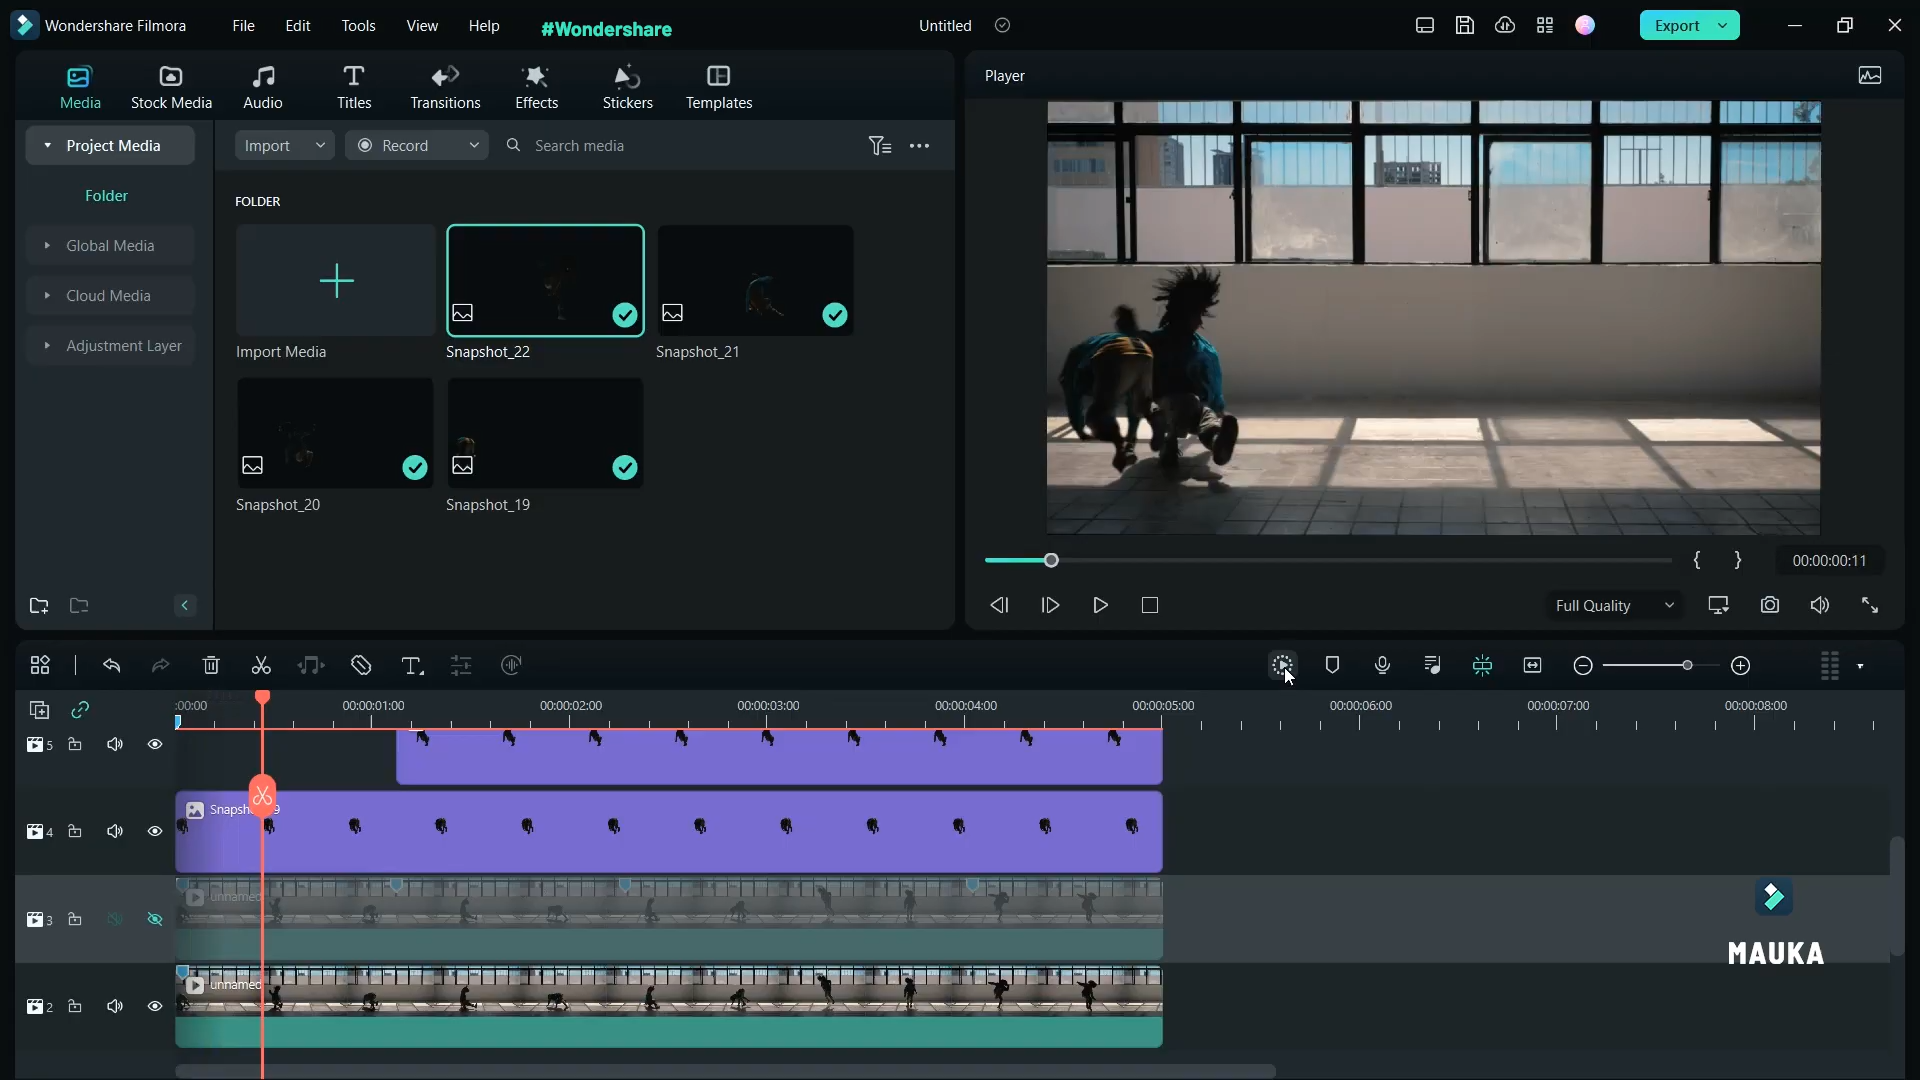 Wondershare Filmora
File
Edit
Tools
View
Help
#Wondershare
Untitled
Export
Media
Stock Media
Audio
Titles
Transitions
Effects
Stickers
Templates
Player
Project Media
Import
Record
Search media
Folder
FOLDER
Global Media
Cloud Media
Adjustment Layer
Import Media
Snapshot_22
Snapshot_21
Snapshot_20
Snapshot_19
00:00:00:11
Full Quality
:00:00
00:00:01:00
00:00:02:00
00:00:03:00
00:00:04:00
00:00:05:00
00:00:06:00
00:00:07:00
00:00:08:00
5
Snapsh
9
4
unnamed
3
MAUKA
unnamed
2